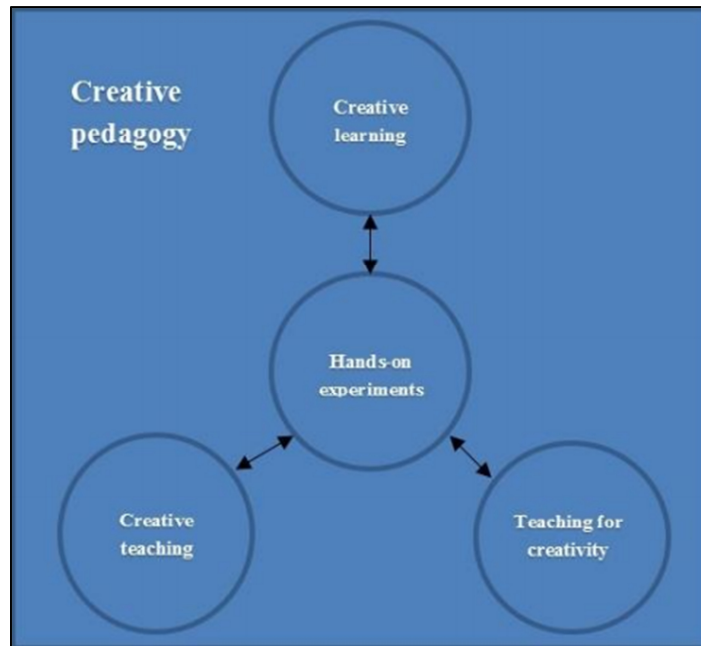 Creative
pedagogy
Creative
learning
Hands-on
experiments
Creative
teaching
Teaching for
creativity